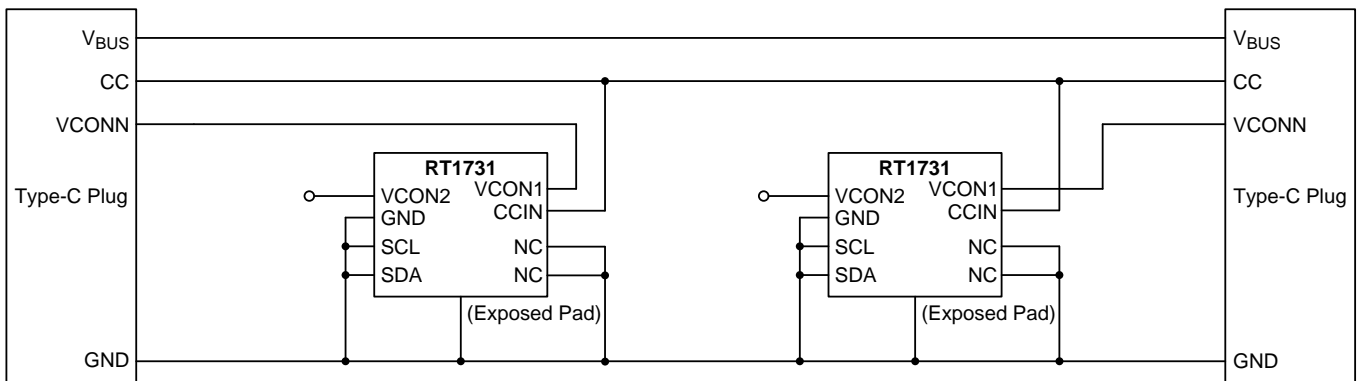 VBUS
CC
VCONN
Type-C Plug
GND
RT1731
VCON1
VCON2
CCIN
GND
SCL
NC
SDA
NC
(Exposed Pad)
RT1731
VCON1
VCON2
CCIN
GND
SCL
NC
SDA
NC
(Exposed Pad)
VBUS
CC
VCONN
Type-C Plug
GND